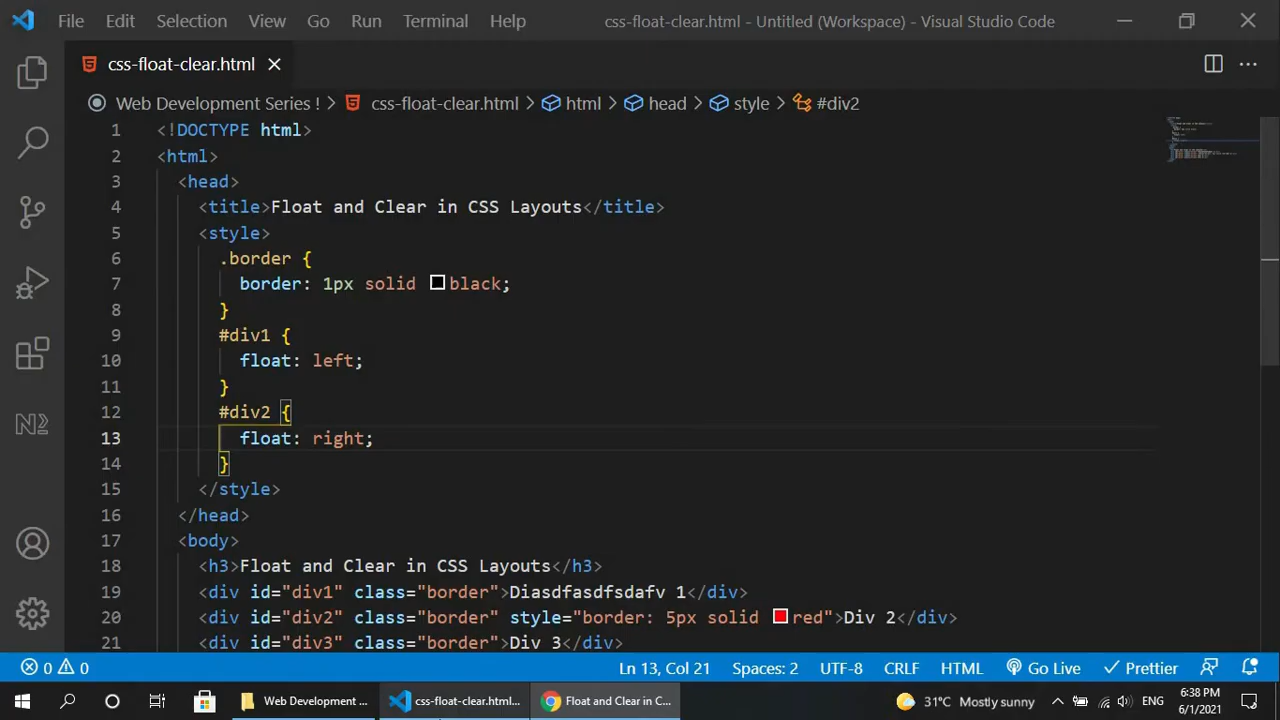 File Edit Selection View Go Run Terminal Help css-float-clear.html - Untitled (Workspace) - Visual Studio Code
css-float-clear.html
Web Development Series ! > css-float-clear.html > html > head > style > #div2
1 <!DOCTYPE html>
2 <html>
3 <head>
4 <title>Float and Clear in CSS Layouts</title>
5 <style>
6 .border {
7 border: 1px solid black;
8 }
9 #div1 {
10 float: left;
11 }
12 #div2 {
13 float: right;
14 }
15 </style>
16 </head>
17 <body>
18 <h3>Float and Clear in CSS Layouts</h3>
19 <div id="div1" class="border">Diasdfasdfsdafv 1</div>
20 <div id="div2" class="border" style="border: 5px solid red">Div 2</div>
21 <div id="div3" class="border">Div 3</div>
0 0 Ln 13, Col 21 Spaces: 2 UTF-8 CRLF HTML Go Live Prettier
Web Development ... css-float-clear.html... Float and Clear in C... 31°C Mostly sunny ENG 6:38 PM
6/1/2021